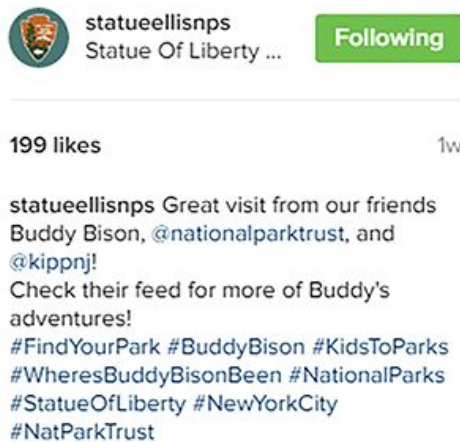 statueellisnps
Statue Of Liberty ...
Following
199 likes
1w
statueellisnps Great visit from our friends
Buddy Bison, @nationalparktrust, and
@kippnj!
Check their feed for more of Buddy's
adventures!
#FindYourPark #BuddyBison #KidsToParks
#WheresBuddyBisonBeen #NationalParks
#StatueOfLiberty #NewYorkCity
#NatParkTrust